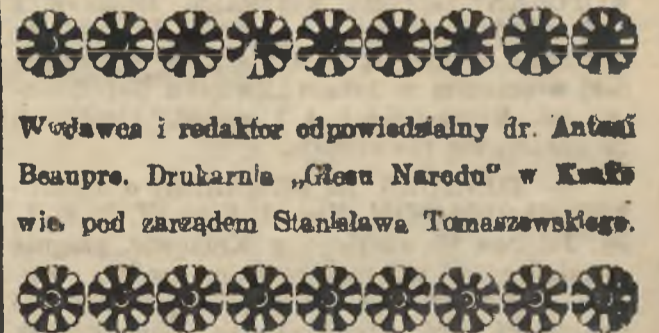 Wydawca i redaktor odpowiedzialny dr. Antoni
Beaupre. Drukarnia „Głosu Narodu“ w Krako
wie, pod zarządem Stanisława Tomaszewskiego.